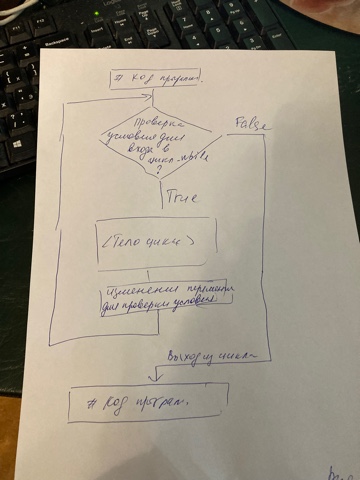 # Код програм.
Проверка
условия для
входа в
цикл while
?
False
True
<Тело цикла>
изменение перемен
для проверки условия
Выход из цикла
# Код програм.